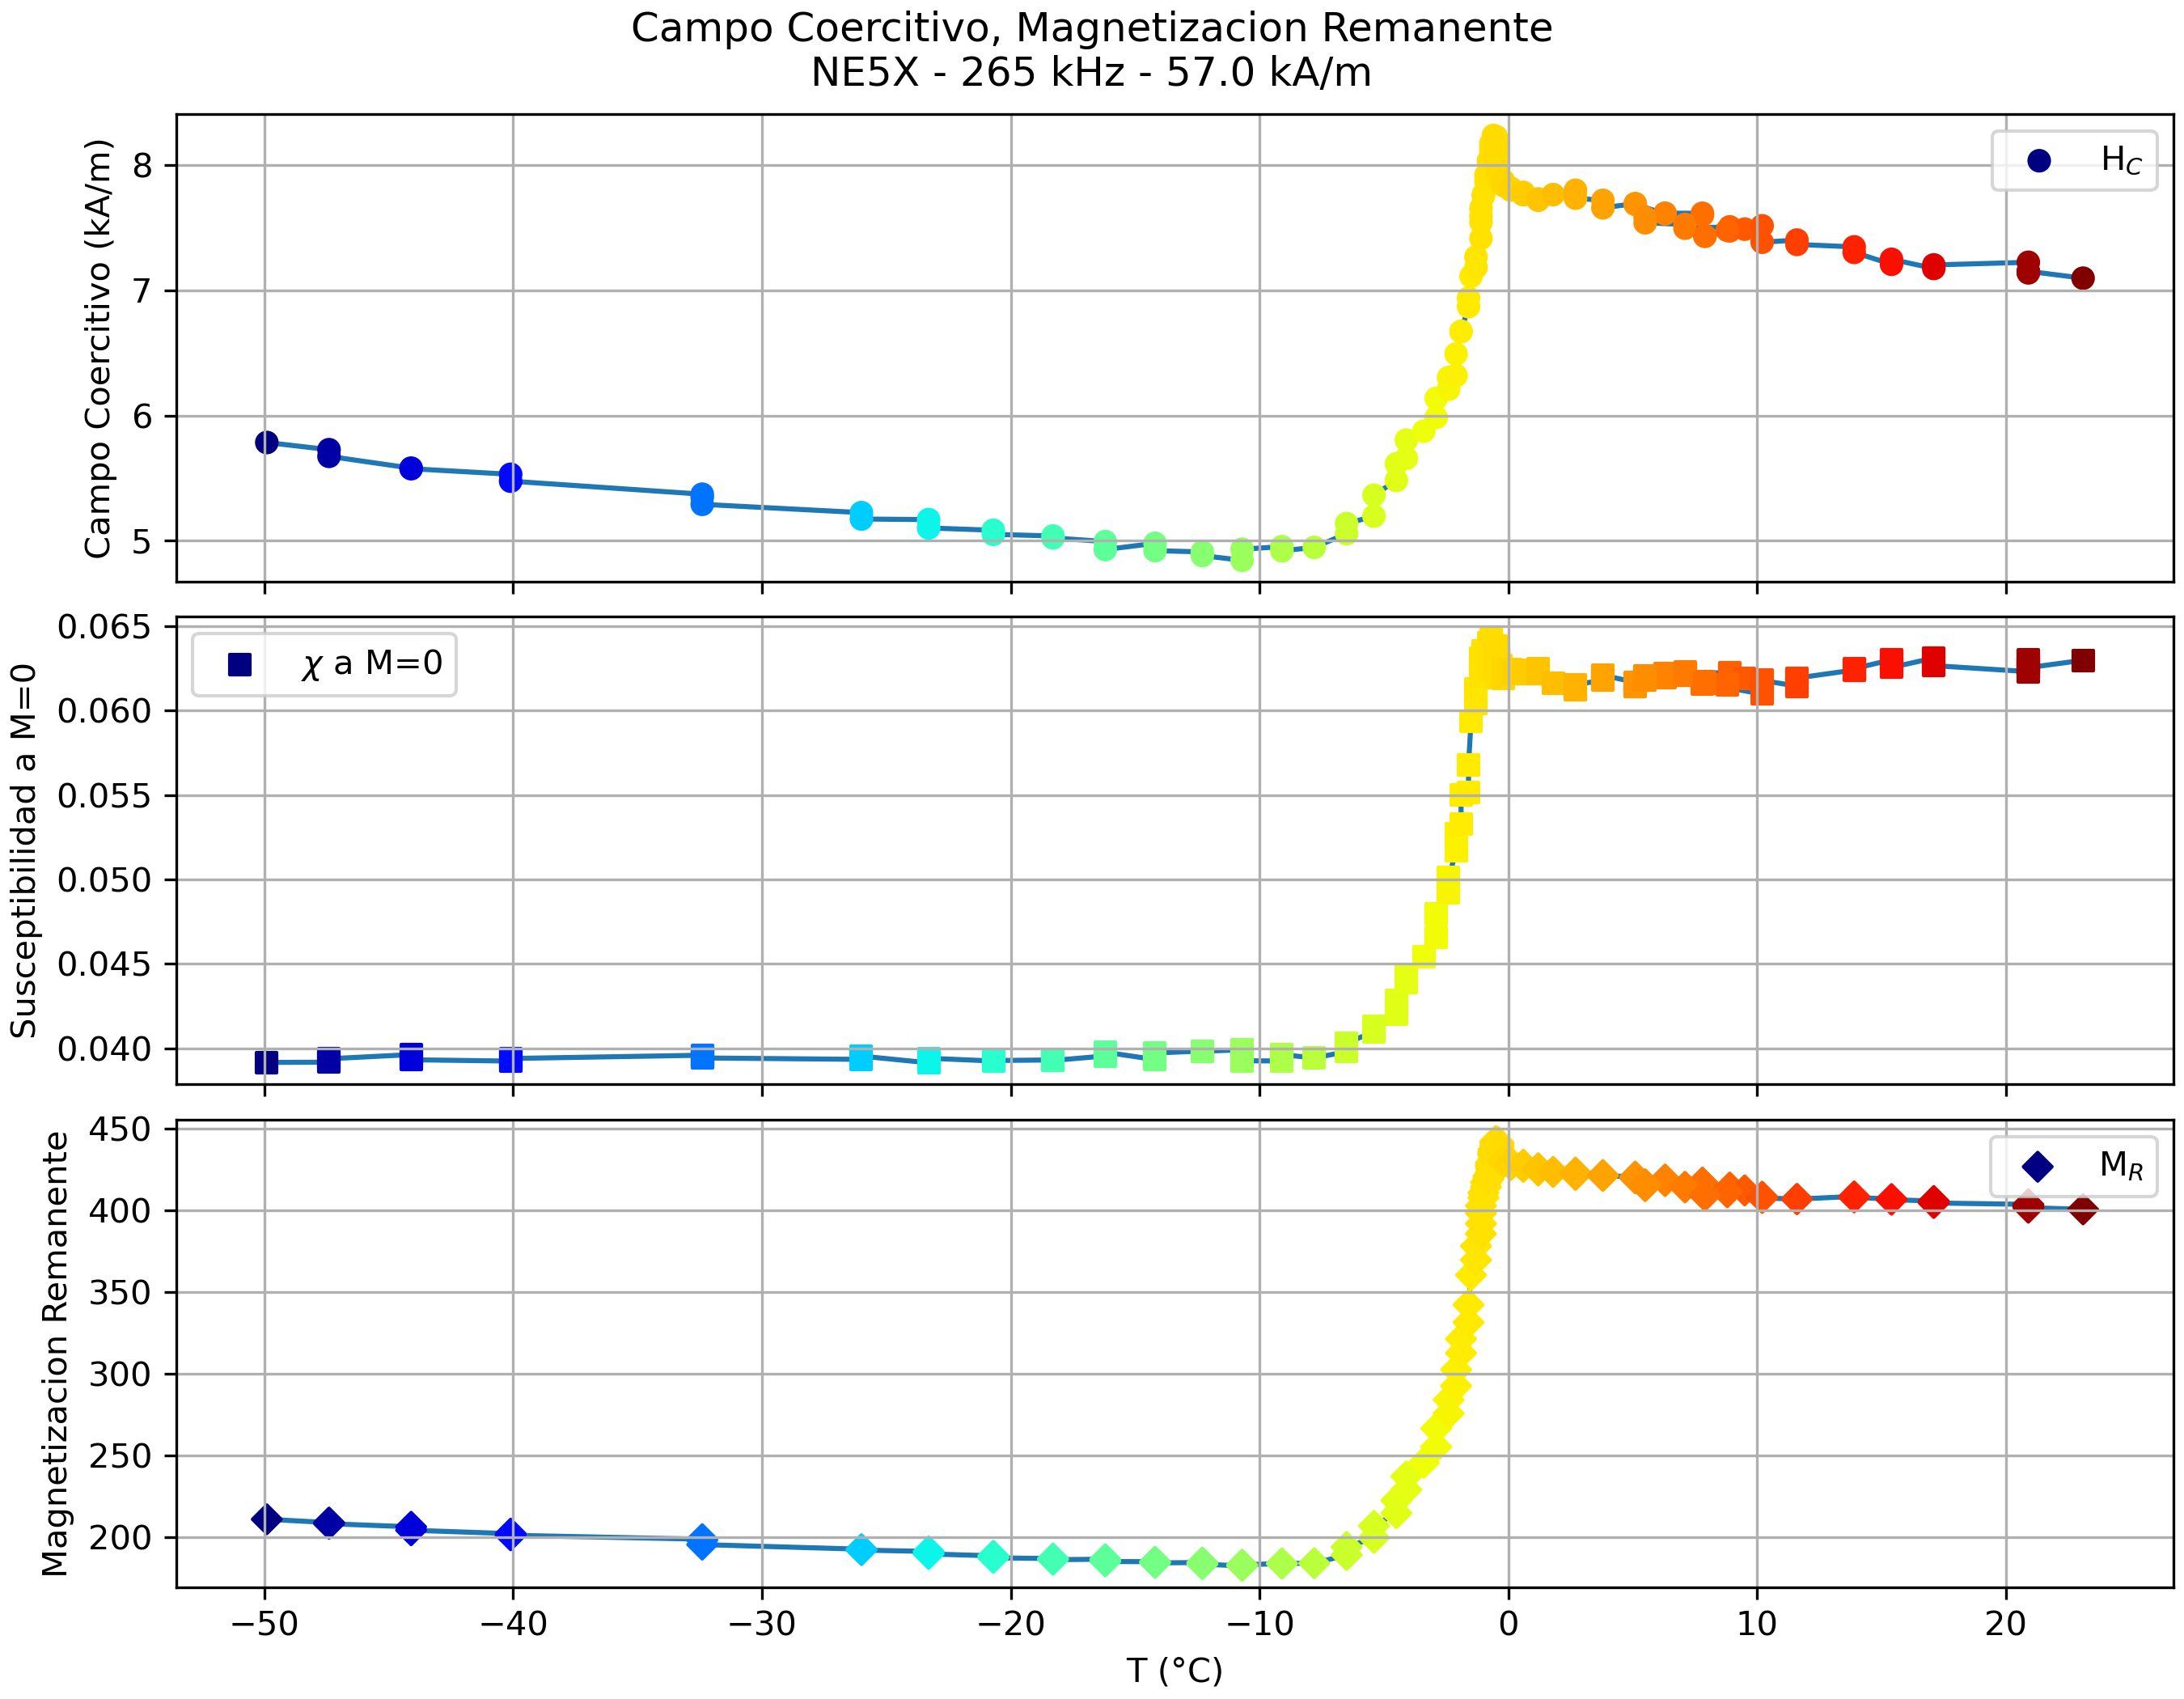 Campo Coercitivo, Magnetizacion Remanente
NE5X - 265 kHz - 57.0 kA/m
Campo Coercitivo (kA/m)
8
7
6
5
H_C
Susceptibilidad a M=0
0.065
0.060
0.055
0.050
0.045
0.040
χ a M=0
Magnetizacion Remanente
450
400
350
300
250
200
M_R
−50 −40 −30 −20 −10 0 10 20
T (°C)